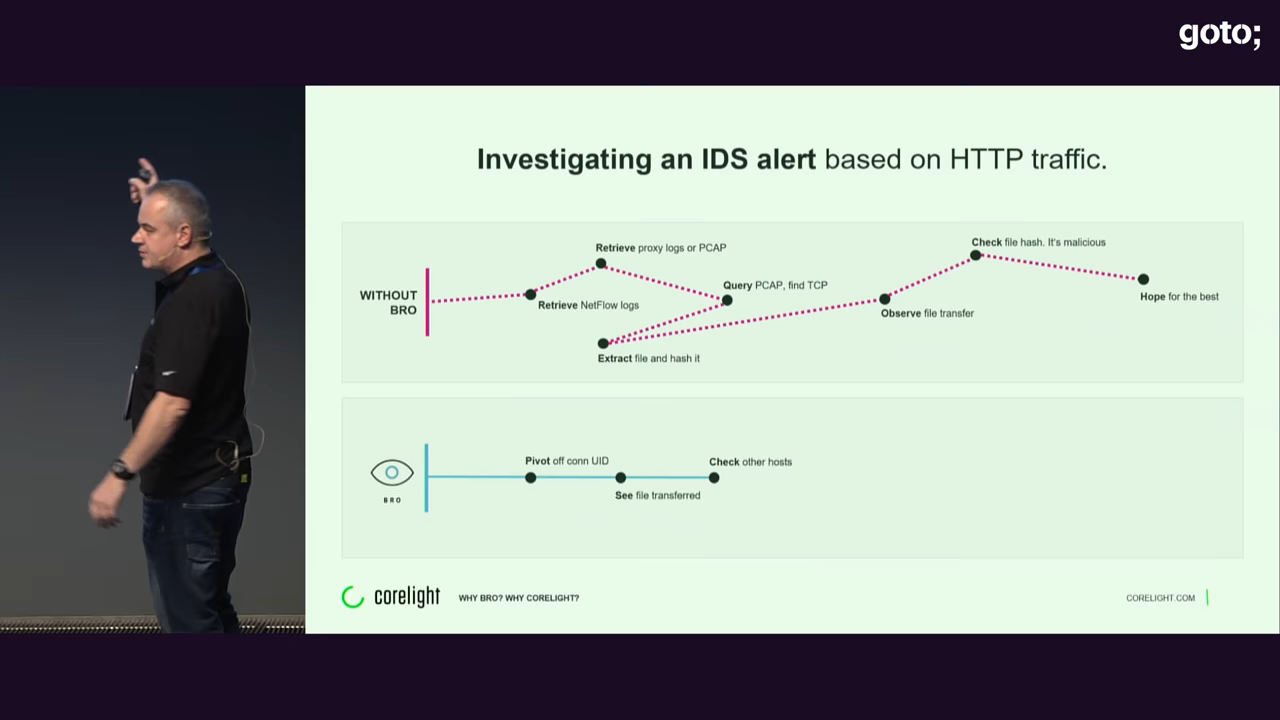 goto;
Investigating an IDS alert based on HTTP traffic.
WITHOUT
BRO
Retrieve NetFlow logs
Retrieve proxy logs or PCAP
Query PCAP, find TCP
Extract file and hash it
Observe file transfer
Check file hash. It's malicious
Hope for the best
BRO
Pivot off conn UID
See file transferred
Check other hosts
corelight
WHY BRO? WHY CORELIGHT?
CORELIGHT.COM